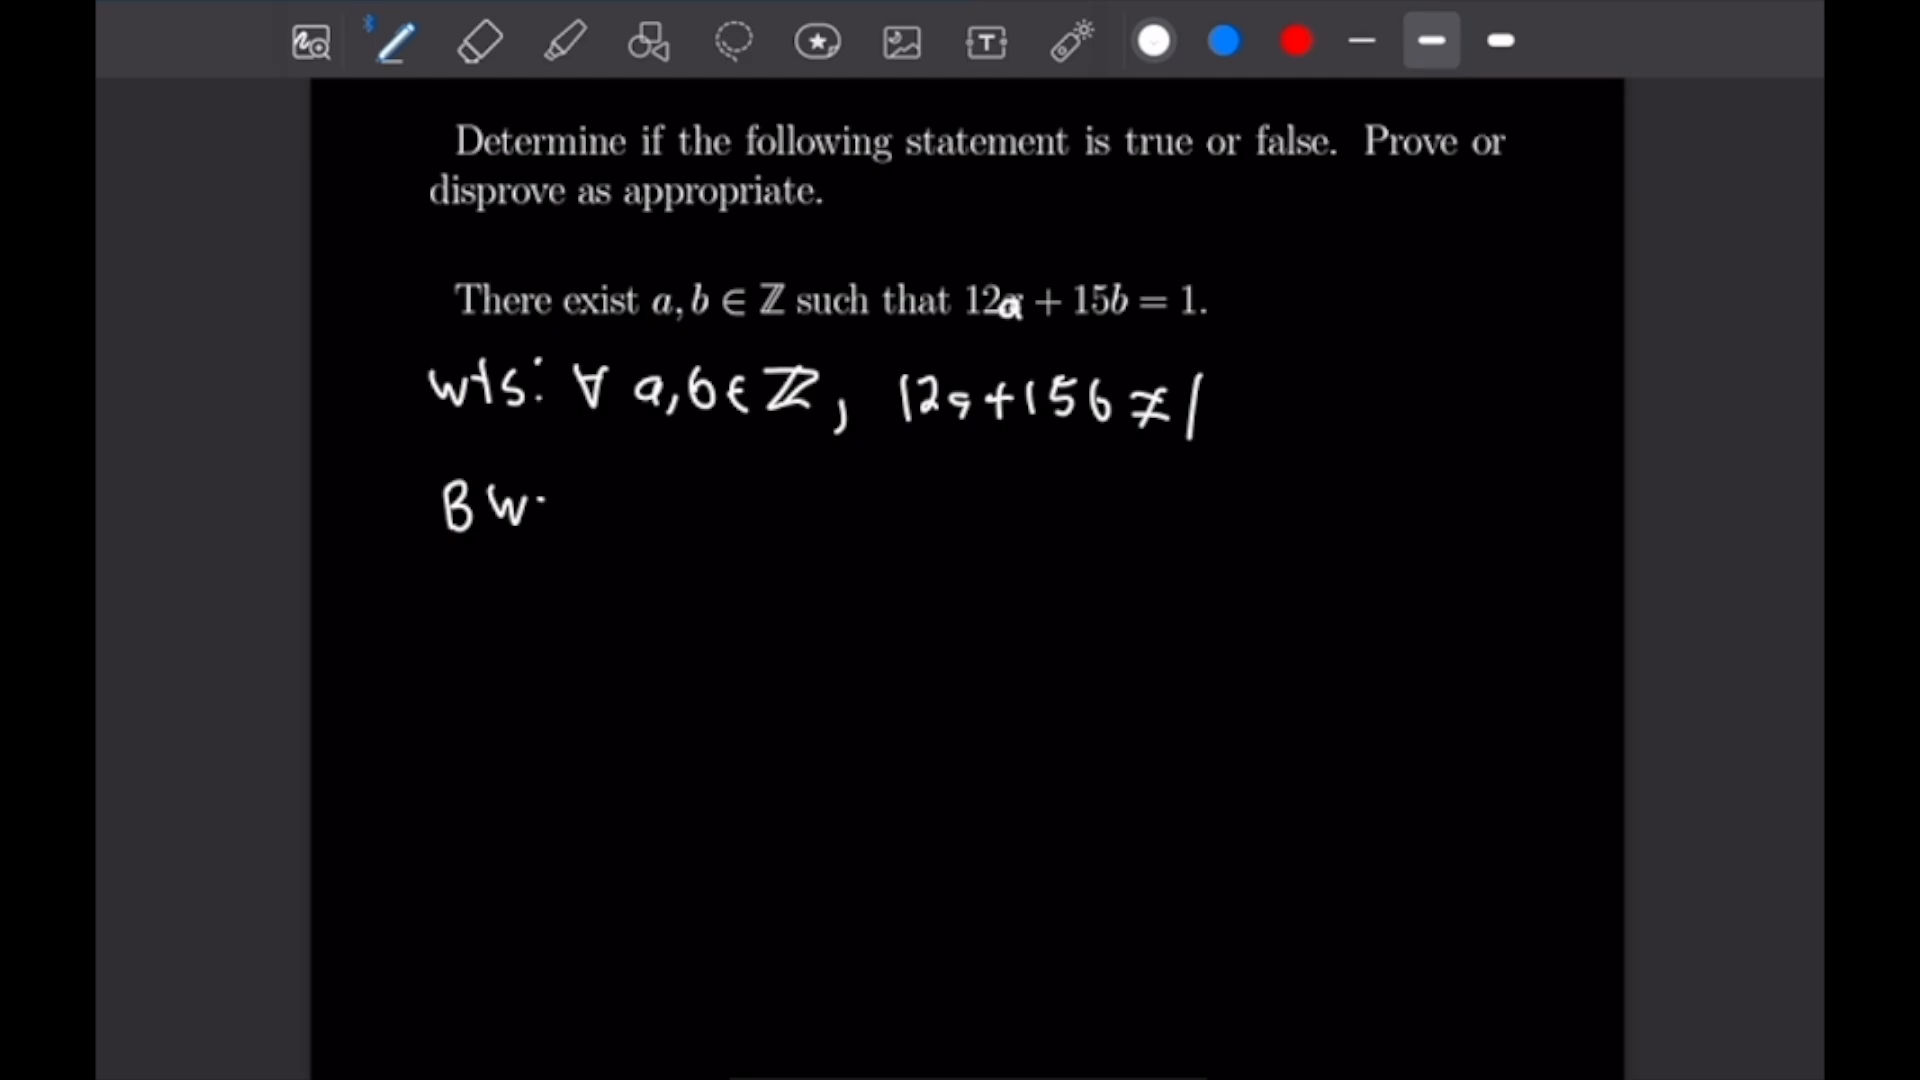 Determine if the following statement is true or false. Prove or
disprove as appropriate.
There exist a, b ∈ ℤ such that 12a + 15b = 1.
wts: ∀ a,b ∈ ℤ, 12a+15b ≠ 1
BW.